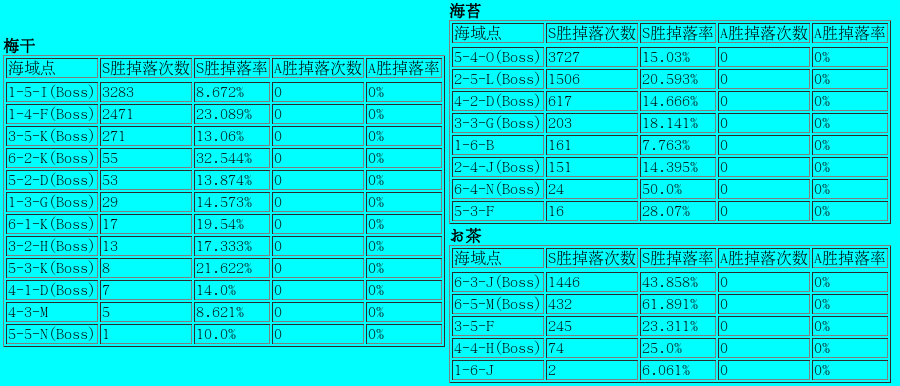 梅干
海域点 S胜掉落次数 S胜掉落率 A胜掉落次数 A胜掉落率
1-5-I(Boss) 3283 8.672% 0 0%
1-4-F(Boss) 2471 23.089% 0 0%
3-5-K(Boss) 271 13.06% 0 0%
6-2-K(Boss) 55 32.544% 0 0%
5-2-D(Boss) 53 13.874% 0 0%
1-3-G(Boss) 29 14.573% 0 0%
6-1-K(Boss) 17 19.54% 0 0%
3-2-H(Boss) 13 17.333% 0 0%
5-3-K(Boss) 8 21.622% 0 0%
4-1-D(Boss) 7 14.0% 0 0%
4-3-M 5 8.621% 0 0%
5-5-N(Boss) 1 10.0% 0 0%
海苔
海域点 S胜掉落次数 S胜掉落率 A胜掉落次数 A胜掉落率
5-4-O(Boss) 3727 15.03% 0 0%
2-5-L(Boss) 1506 20.593% 0 0%
4-2-D(Boss) 617 14.666% 0 0%
3-3-G(Boss) 203 18.141% 0 0%
1-6-B 161 7.763% 0 0%
2-4-J(Boss) 151 14.395% 0 0%
6-4-N(Boss) 24 50.0% 0 0%
5-3-F 16 28.07% 0 0%
お茶
海域点 S胜掉落次数 S胜掉落率 A胜掉落次数 A胜掉落率
6-3-J(Boss) 1446 43.858% 0 0%
6-5-M(Boss) 432 61.891% 0 0%
3-5-F 245 23.311% 0 0%
4-4-H(Boss) 74 25.0% 0 0%
1-6-J 2 6.061% 0 0%